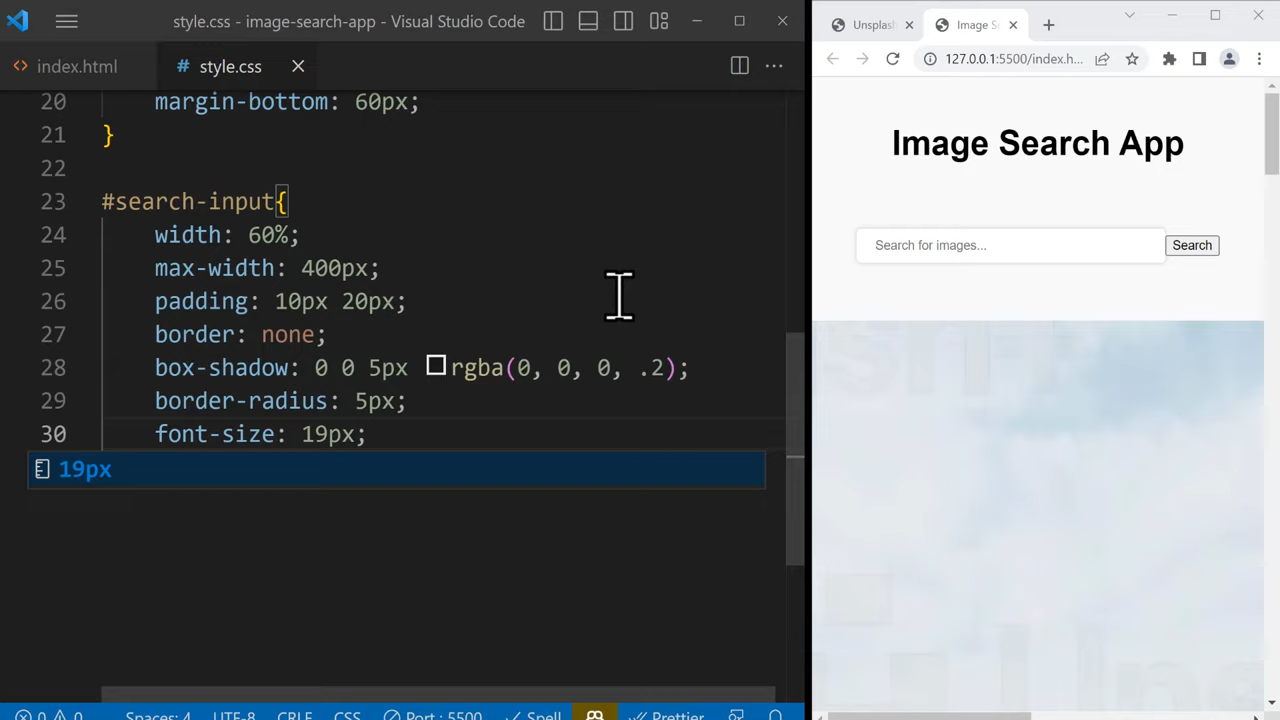 style.css - image-search-app - Visual Studio Code
index.html
# style.css
20 margin-bottom: 60px;
21 }
22
23 #search-input{
24 width: 60%;
25 max-width: 400px;
26 padding: 10px 20px;
27 border: none;
28 box-shadow: 0 0 5px rgba(0, 0, 0, .2);
29 border-radius: 5px;
30 font-size: 19px;
19px
0 0 Spaces: 4 UTF-8 CRLF CSS Port : 5500 Spell Prettier
Unsplash
Image S
127.0.0.1:5500/index.h...
Image Search App
Search for images...
Search